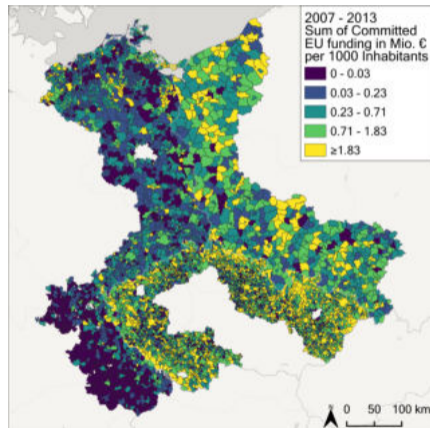 2007 - 2013
Sum of Committed
EU funding in Mio. €
per 1000 Inhabitants
0 - 0.03
0.03 - 0.23
0.23 - 0.71
0.71 - 1.83
≥1.83
0 50 100 km